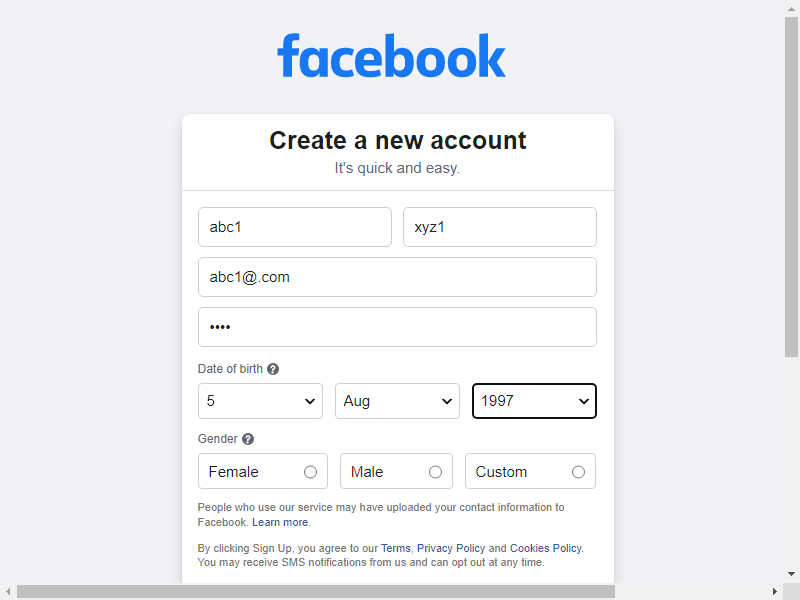 facebook
Create a new account
It's quick and easy.
abc1 xyz1
abc1@.com
••••
Date of birth ?
5 Aug 1997
Gender ?
Female Male Custom
People who use our service may have uploaded your contact information to
Facebook. Learn more.
By clicking Sign Up, you agree to our Terms, Privacy Policy and Cookies Policy.
You may receive SMS notifications from us and can opt out at any time.